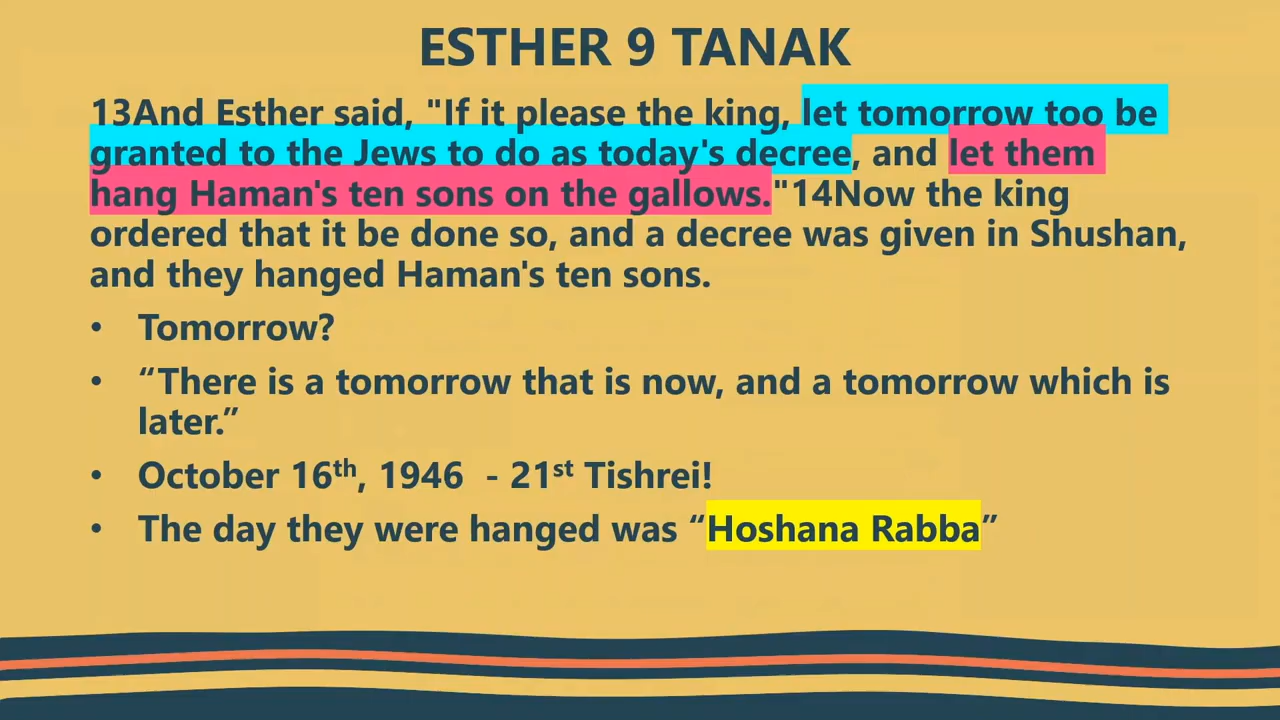 ESTHER 9 TANAK
13And Esther said, "If it please the king, let tomorrow too be
granted to the Jews to do as today's decree, and let them
hang Haman's ten sons on the gallows."14Now the king
ordered that it be done so, and a decree was given in Shushan,
and they hanged Haman's ten sons.
• Tomorrow?
• “There is a tomorrow that is now, and a tomorrow which is
later.”
• October 16th, 1946 - 21st Tishrei!
• The day they were hanged was “Hoshana Rabba”